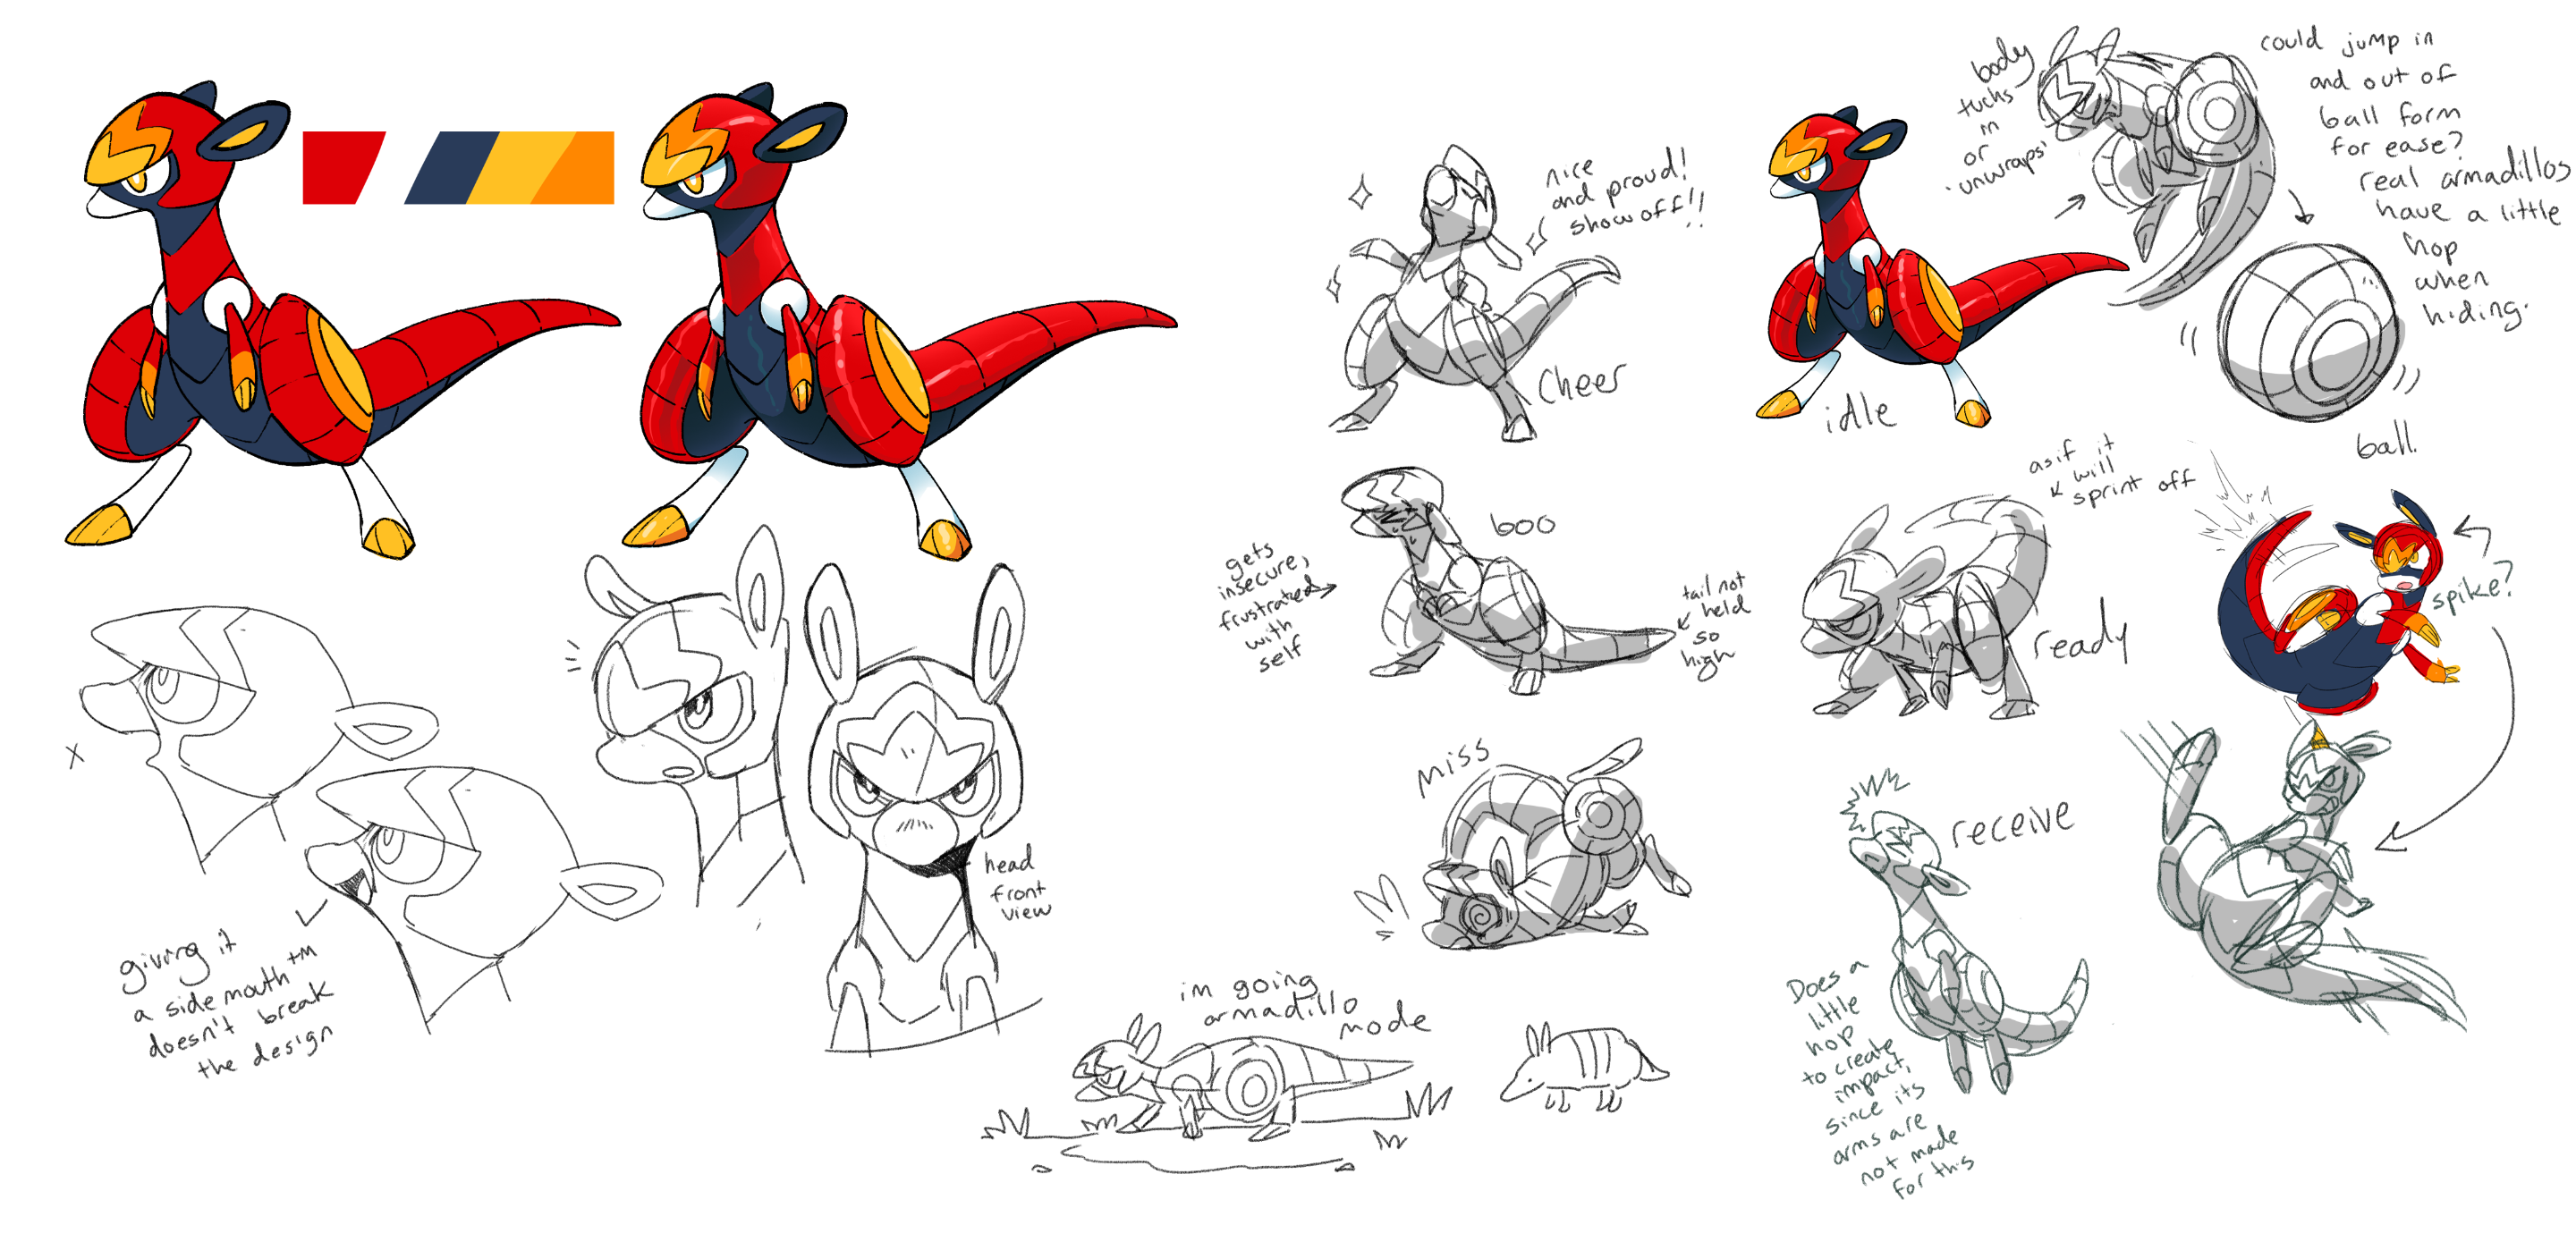 giving it
a side mouth™
doesn't break
the design
x
head
front
view
nice
and proud!
show off!!
cheer
boo
gets
insecure,
frustrated
with
self
tail not
held
so
high
miss
im going
armadillo
mode
body
tucks
in
or
'unwraps'
could jump in
and out of
ball form
for ease?
real armadillos
have a little
hop
when
hiding.
idle
ball
as if it
will
sprint off
ready
spike?
receive
Does a
little
hop
to create
impact,
since its
arms are
not made
for this